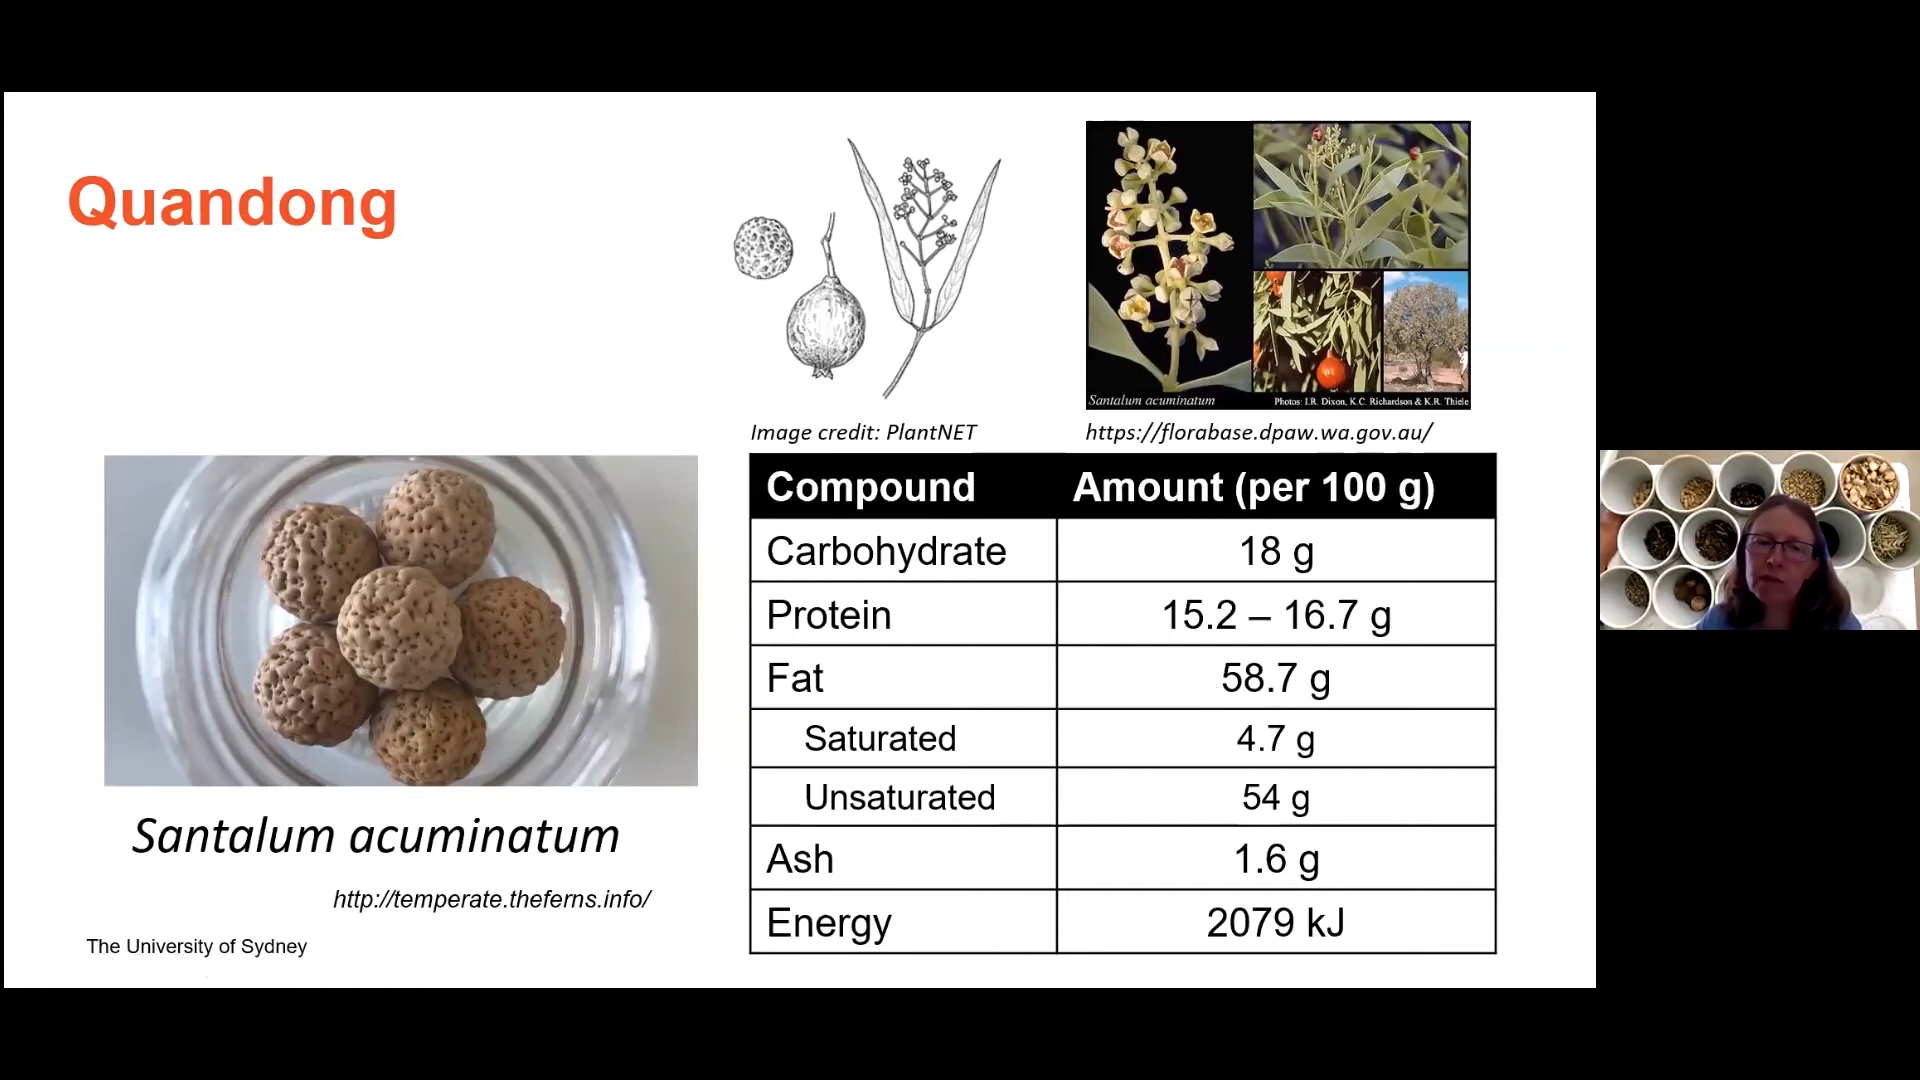 Quandong
Santalum acuminatum
Photos: I.R. Dixon, K.C. Richardson & K.R. Thiele
Image credit: PlantNET
https://florabase.dpaw.wa.gov.au/
Compound Amount (per 100 g)
Carbohydrate 18 g
Protein 15.2 – 16.7 g
Fat 58.7 g
Saturated 4.7 g
Unsaturated 54 g
Ash 1.6 g
Energy 2079 kJ
Santalum acuminatum
http://temperate.theferns.info/
The University of Sydney